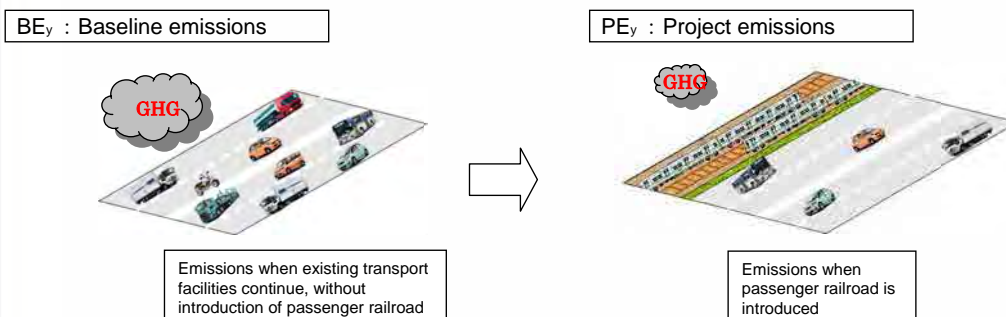 BEy : Baseline emissions
PEy : Project emissions
GHG
GHG
Emissions when existing transport
facilities continue, without
introduction of passenger railroad
Emissions when
passenger railroad is
introduced